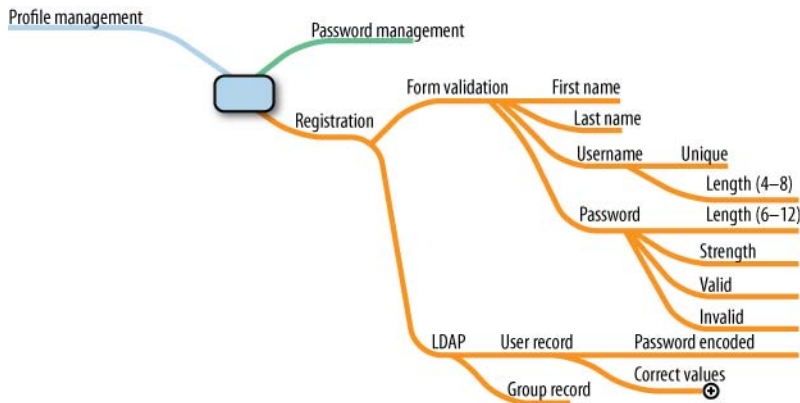 Profile management
Password management
Registration
Form validation
First name
Last name
Username
Unique
Length (4–8)
Password
Length (6–12)
Strength
Valid
Invalid
LDAP
User record
Password encoded
Correct values
Group record